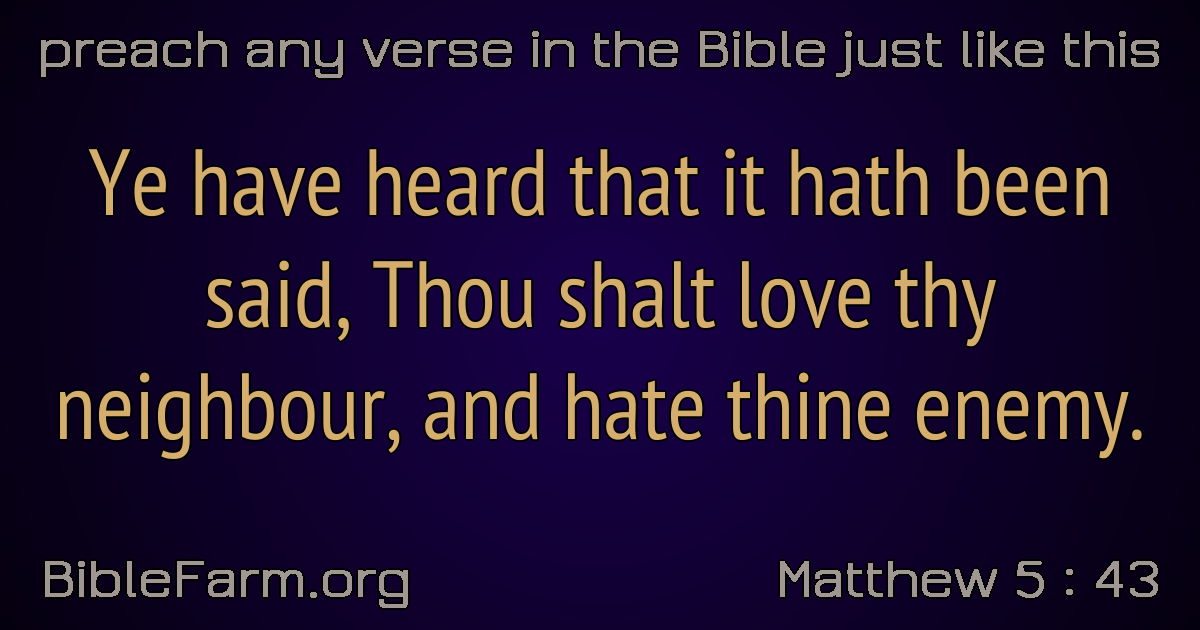 preach any verse in the Bible just like this
Ye have heard that it hath been
said, Thou shalt love thy
neighbour, and hate thine enemy.
BibleFarm.org
Matthew 5 : 43